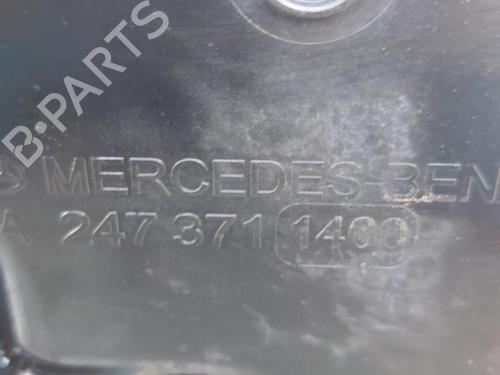 B-PARTS
MERCEDES-BEN
A 247 371 1400